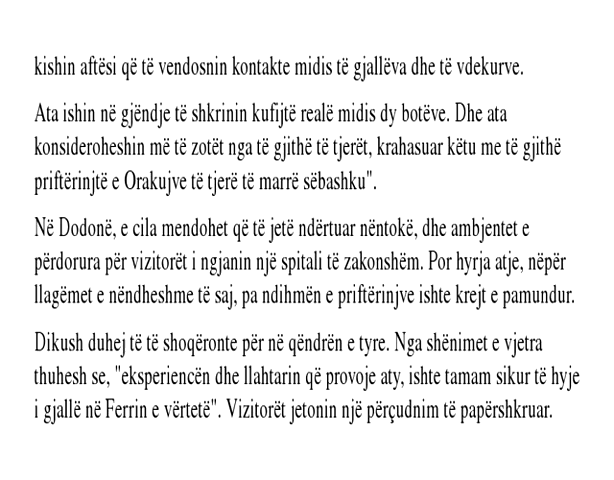 kishin aftësi që të vendosnin kontakte midis të gjallëva dhe të vdekurve.
Ata ishin në gjëndje të shkrinin kufijtë realë midis dy botëve. Dhe ata
konsideroheshin më të zotët nga të gjithë të tjerët, krahasuar këtu me të gjithë
priftërinjtë e Orakujve të tjerë të marrë sëbashku".
Në Dodonë, e cila mendohet që të jetë ndërtuar nëntokë, dhe ambjentet e
përdorura për vizitorët i ngjanin një spitali të zakonshëm. Por hyrja atje, nëpër
llagëmet e nëndheshme të saj, pa ndihmën e priftërinjve ishte krejt e pamundur.
Dikush duhej të të shoqëronte për në qëndrën e tyre. Nga shënimet e vjetra
thuhesh se, "eksperiencën dhe llahtarin që provoje aty, ishte tamam sikur të hyje
i gjallë në Ferrin e vërtetë". Vizitorët jetonin një përçudnim të papërshkruar.